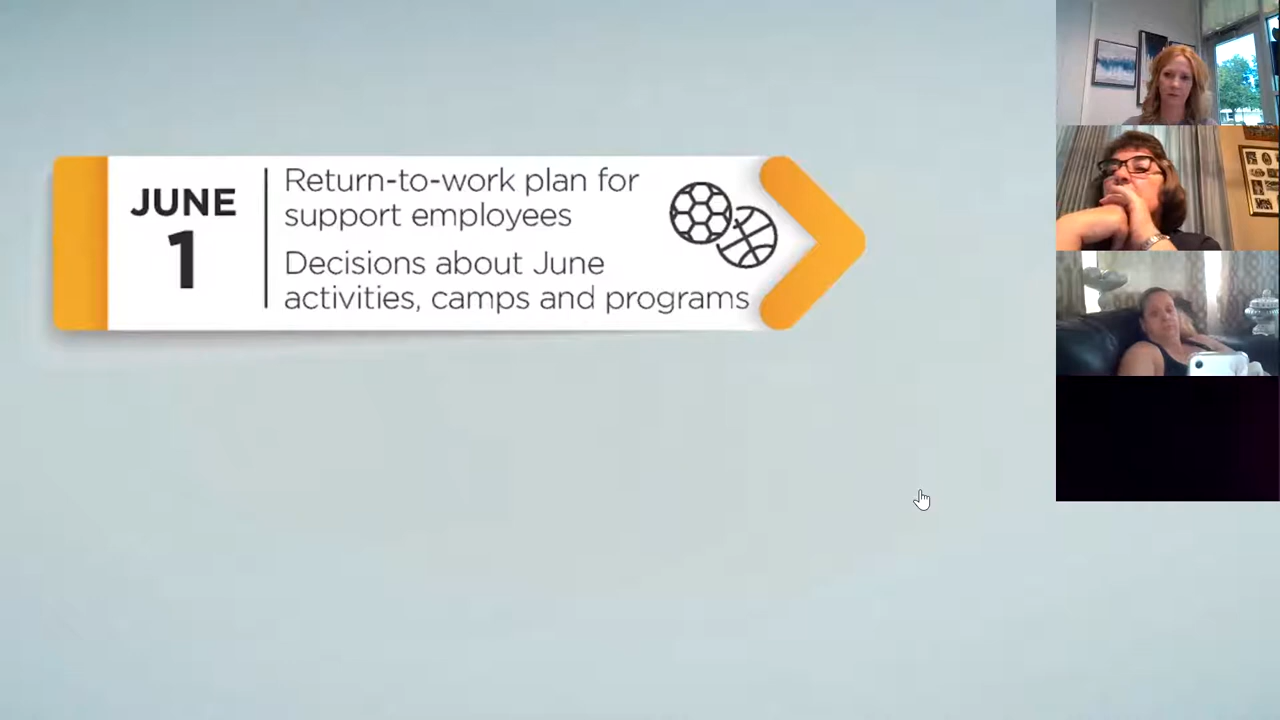 JUNE
1
Return-to-work plan for
support employees
Decisions about June
activities, camps and programs